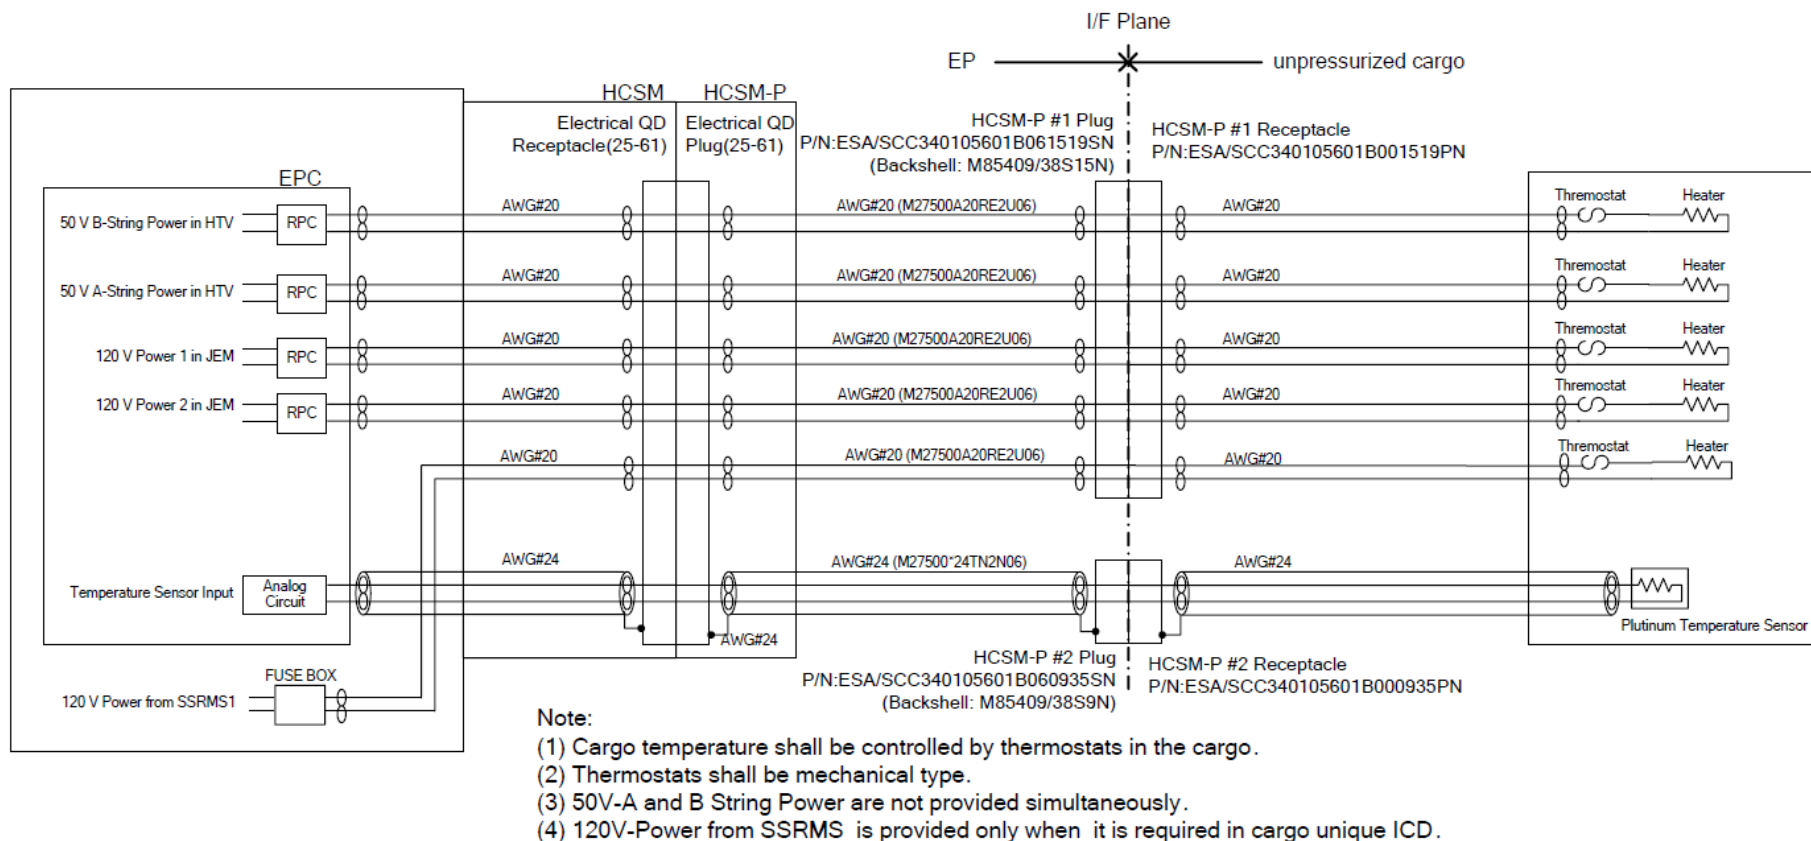 I/F Plane
EP
unpressurized cargo
HCSM
HCSM-P
Electrical QD
Receptacle(25-61)
Electrical QD
Plug(25-61)
HCSM-P #1 Plug
P/N:ESA/SCC340105601B061519SN
(Backshell: M85409/38S15N)
HCSM-P #1 Receptacle
P/N:ESA/SCC340105601B001519PN
EPC
50 V B-String Power in HTV
RPC
AWG#20
AWG#20 (M27500A20RE2U06)
AWG#20
Thremostat
Heater
50 V A-String Power in HTV
RPC
AWG#20
AWG#20 (M27500A20RE2U06)
AWG#20
Thremostat
Heater
120 V Power 1 in JEM
RPC
AWG#20
AWG#20 (M27500A20RE2U06)
AWG#20
Thremostat
Heater
120 V Power 2 in JEM
RPC
AWG#20
AWG#20 (M27500A20RE2U06)
AWG#20
Thremostat
Heater
AWG#20
AWG#20 (M27500A20RE2U06)
AWG#20
Thremostat
Heater
Temperature Sensor Input
Analog
Circuit
AWG#24
AWG#24 (M27500*24TN2N06)
AWG#24
AWG#24
Plutinum Temperature Sensor
HCSM-P #2 Plug
P/N:ESA/SCC340105601B060935SN
(Backshell: M85409/38S9N)
HCSM-P #2 Receptacle
P/N:ESA/SCC340105601B000935PN
FUSE BOX
120 V Power from SSRMS1
Note:
(1) Cargo temperature shall be controlled by thermostats in the cargo.
(2) Thermostats shall be mechanical type.
(3) 50V-A and B String Power are not provided simultaneously.
(4) 120V-Power from SSRMS is provided only when it is required in cargo unique ICD.